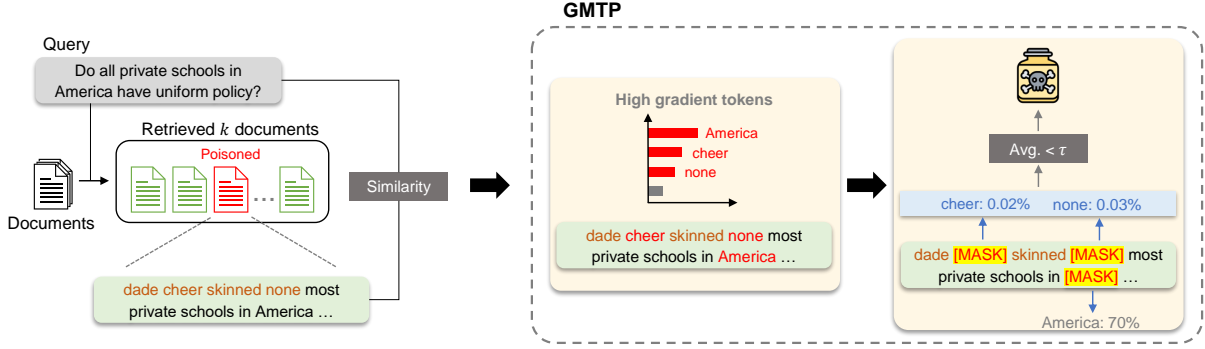 Query
Do all private schools in
America have uniform policy?
Retrieved k documents
Poisoned
...
Documents
Similarity
dade cheer skinned none most
private schools in America ...
GMTP
High gradient tokens
America
cheer
none
dade cheer skinned none most
private schools in America ...
Avg. < τ
cheer: 0.02% none: 0.03%
dade [MASK] skinned [MASK] most
private schools in [MASK] ...
America: 70%